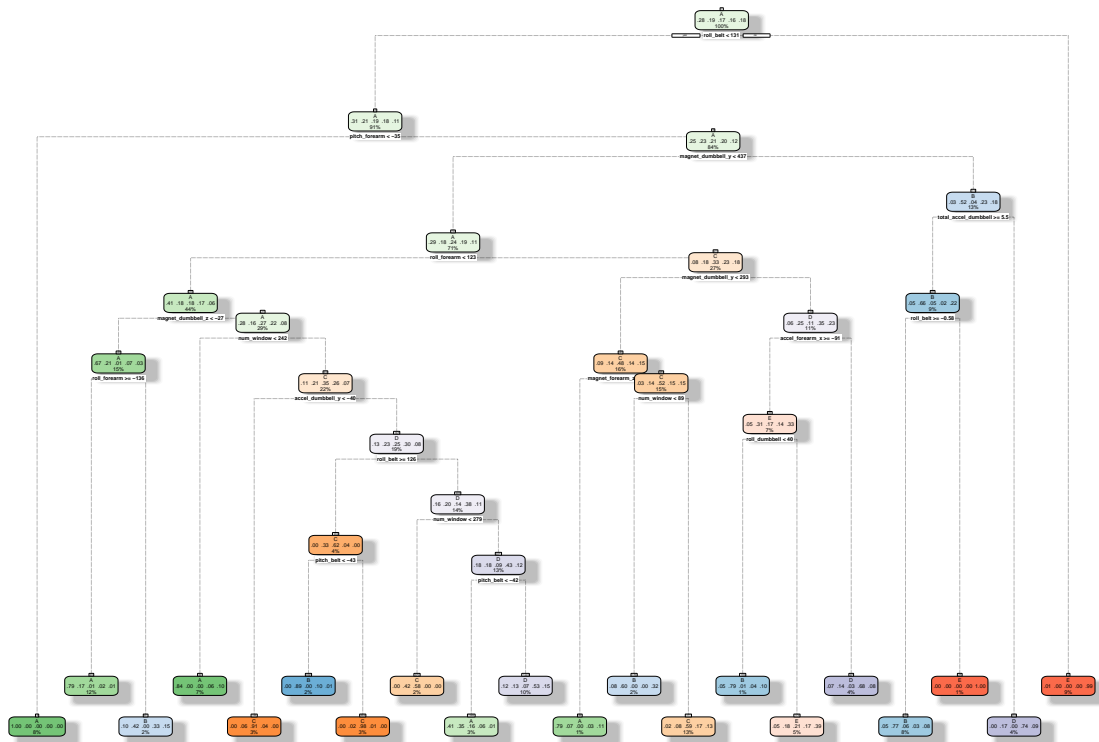 A
.28 .19 .17 .16 .18
100%
roll_belt < 131
A
.31 .21 .19 .18 .11
91%
pitch_forearm < −35
A
.25 .23 .21 .20 .12
84%
magnet_dumbbell_y < 437
B
.03 .52 .04 .23 .18
13%
total_accel_dumbbell >= 5.5
A
.29 .18 .24 .19 .11
71%
roll_forearm < 123
C
.08 .18 .33 .23 .18
27%
magnet_dumbbell_y < 293
A
.41 .18 .18 .17 .06
44%
magnet_dumbbell_z < −27
B
.05 .66 .05 .02 .22
9%
roll_belt >= −0.58
A
.28 .16 .27 .22 .08
29%
num_window < 242
D
.06 .25 .11 .35 .23
11%
accel_forearm_x >= −91
A
.67 .21 .01 .07 .03
15%
roll_forearm >= −136
C
.09 .14 .48 .14 .15
16%
magnet_forearm_z
C
.11 .21 .35 .26 .07
22%
accel_dumbbell_y < −40
C
.03 .14 .52 .15 .15
15%
num_window < 89
E
.05 .31 .17 .14 .33
7%
roll_dumbbell < 40
D
.13 .23 .25 .30 .08
19%
roll_belt >= 126
D
.16 .20 .14 .38 .11
14%
num_window < 279
C
.00 .33 .62 .04 .00
4%
pitch_belt < −43
D
.18 .18 .09 .43 .12
13%
pitch_belt < −42
A
.79 .17 .01 .02 .01
12%
A
.84 .00 .00 .06 .10
7%
B
.00 .89 .00 .10 .01
2%
C
.00 .42 .58 .00 .00
2%
D
.12 .13 .07 .53 .15
10%
B
.08 .60 .00 .00 .32
2%
B
.05 .79 .01 .04 .10
1%
D
.07 .14 .03 .68 .08
4%
E
.00 .00 .00 .00 1.00
1%
E
.01 .00 .00 .00 .99
9%
A
1.00 .00 .00 .00 .00
8%
B
.10 .42 .00 .33 .15
2%
C
.00 .06 .91 .04 .00
3%
C
.00 .02 .98 .01 .00
3%
A
.41 .35 .16 .06 .01
3%
A
.79 .07 .00 .03 .11
1%
C
.02 .08 .59 .17 .13
13%
E
.05 .18 .21 .17 .39
5%
B
.05 .77 .06 .03 .08
8%
D
.00 .17 .00 .74 .09
4%